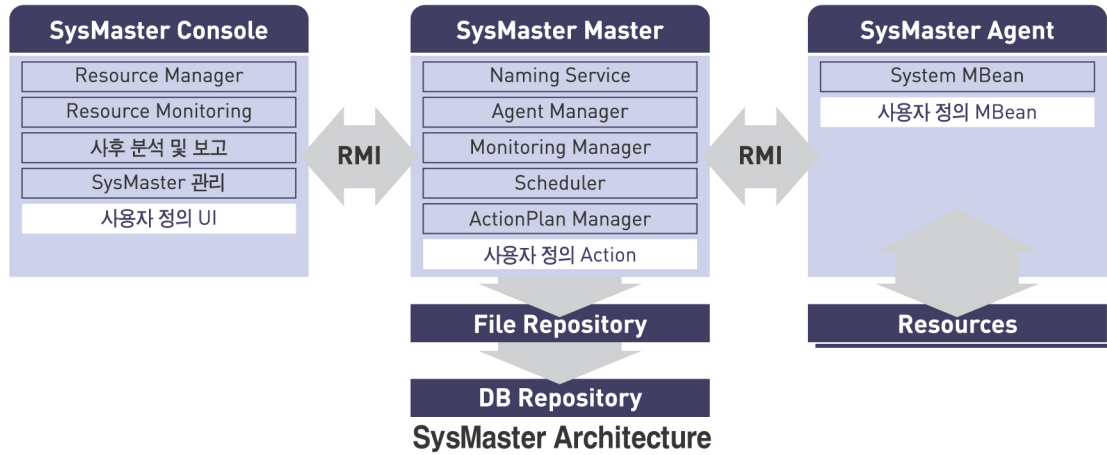 SysMaster Console
Resource Manager
Resource Monitoring
사후 분석 및 보고
SysMaster 관리
사용자 정의 UI
RMI
SysMaster Master
Naming Service
Agent Manager
Monitoring Manager
Scheduler
ActionPlan Manager
사용자 정의 Action
RMI
SysMaster Agent
System MBean
사용자 정의 MBean
File Repository
Resources
DB Repository
SysMaster Architecture